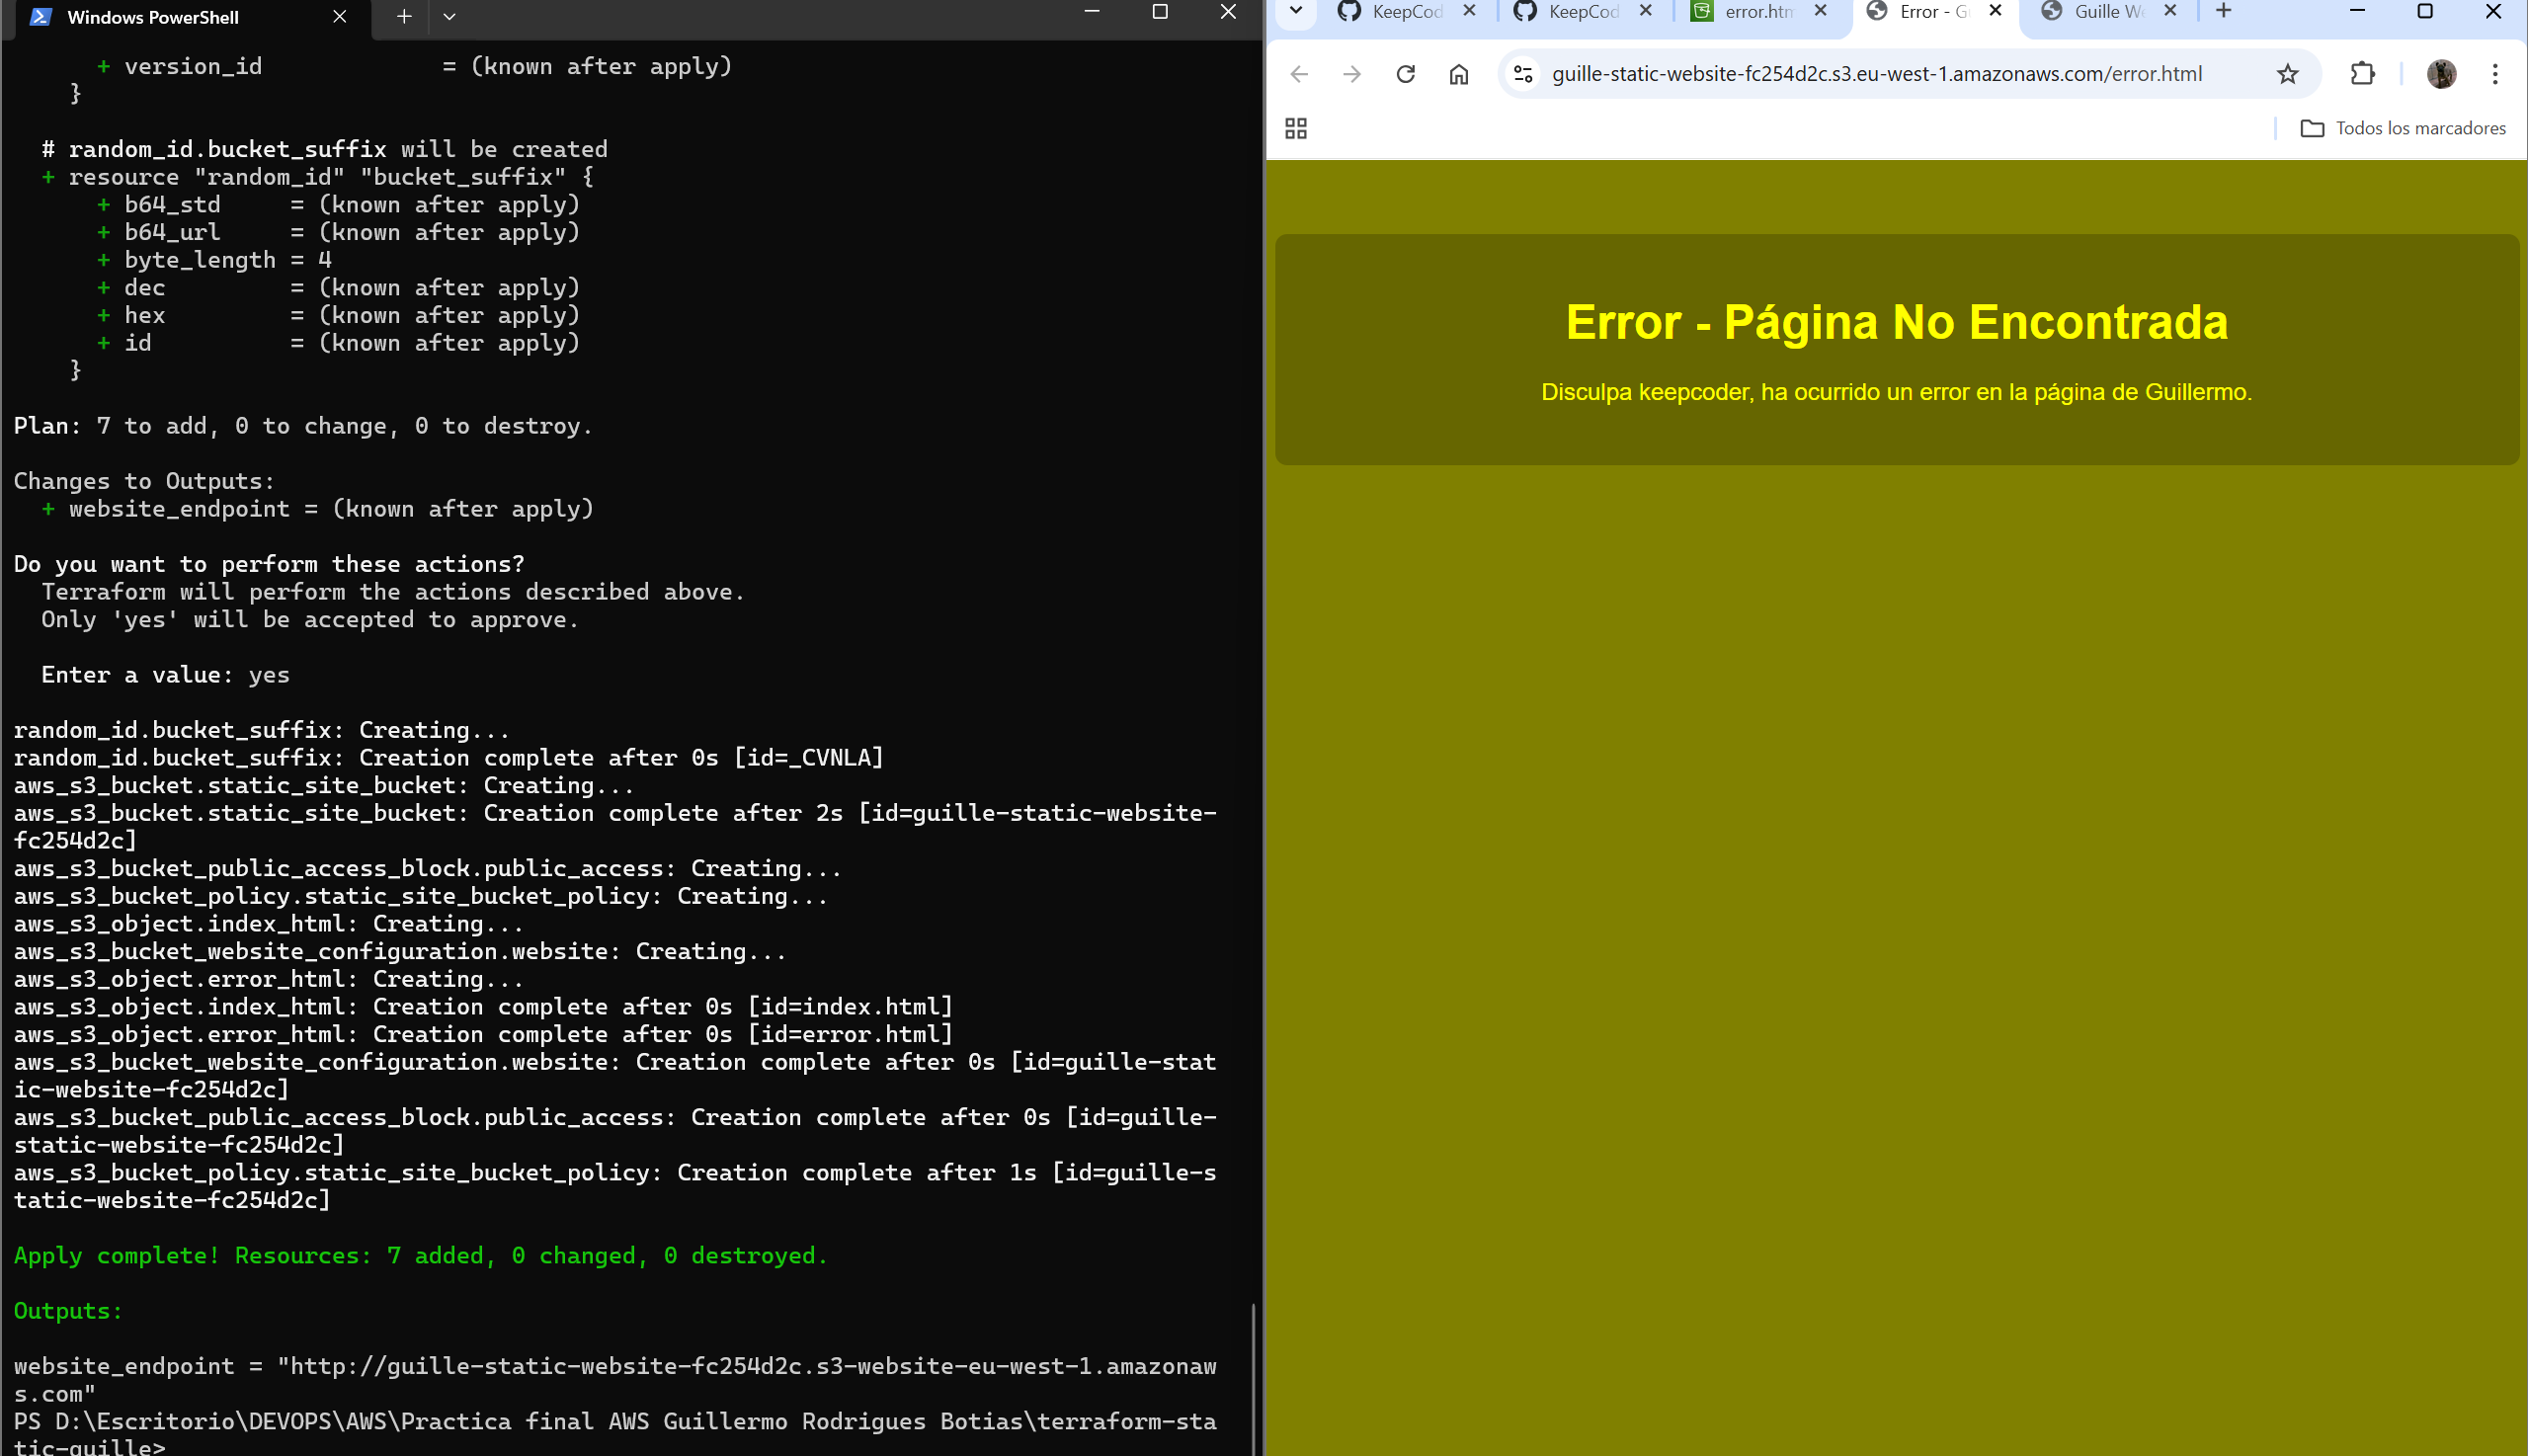 Windows PowerShell
+ version_id = (known after apply)
}
# random_id.bucket_suffix will be created
+ resource "random_id" "bucket_suffix" {
+ b64_std = (known after apply)
+ b64_url = (known after apply)
+ byte_length = 4
+ dec = (known after apply)
+ hex = (known after apply)
+ id = (known after apply)
}
Plan: 7 to add, 0 to change, 0 to destroy.
Changes to Outputs:
+ website_endpoint = (known after apply)
Do you want to perform these actions?
Terraform will perform the actions described above.
Only 'yes' will be accepted to approve.
Enter a value: yes
random_id.bucket_suffix: Creating...
random_id.bucket_suffix: Creation complete after 0s [id=_CVNLA]
aws_s3_bucket.static_site_bucket: Creating...
aws_s3_bucket.static_site_bucket: Creation complete after 2s [id=guille-static-website-
fc254d2c]
aws_s3_bucket_public_access_block.public_access: Creating...
aws_s3_bucket_policy.static_site_bucket_policy: Creating...
aws_s3_object.index_html: Creating...
aws_s3_bucket_website_configuration.website: Creating...
aws_s3_object.error_html: Creating...
aws_s3_object.index_html: Creation complete after 0s [id=index.html]
aws_s3_object.error_html: Creation complete after 0s [id=error.html]
aws_s3_bucket_website_configuration.website: Creation complete after 0s [id=guille-stat
ic-website-fc254d2c]
aws_s3_bucket_public_access_block.public_access: Creation complete after 0s [id=guille-
static-website-fc254d2c]
aws_s3_bucket_policy.static_site_bucket_policy: Creation complete after 1s [id=guille-s
tatic-website-fc254d2c]
Apply complete! Resources: 7 added, 0 changed, 0 destroyed.
Outputs:
website_endpoint = "http://guille-static-website-fc254d2c.s3-website-eu-west-1.amazonaw
s.com"
PS D:\Escritorio\DEVOPS\AWS\Practica final AWS Guillermo Rodrigues Botias\terraform-sta
tic-guille>
KeepCod
KeepCod
error.htm
Error - G
Guille We
guille-static-website-fc254d2c.s3.eu-west-1.amazonaws.com/error.html
Todos los marcadores
Error - Página No Encontrada
Disculpa keepcoder, ha ocurrido un error en la página de Guillermo.